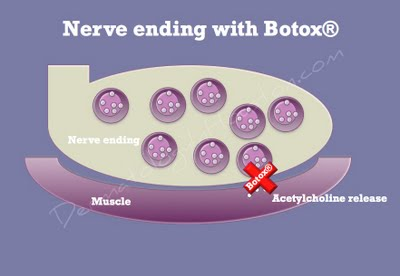 Nerve ending with Botox®
Nerve ending
Botox®
Muscle
Acetylcholine release